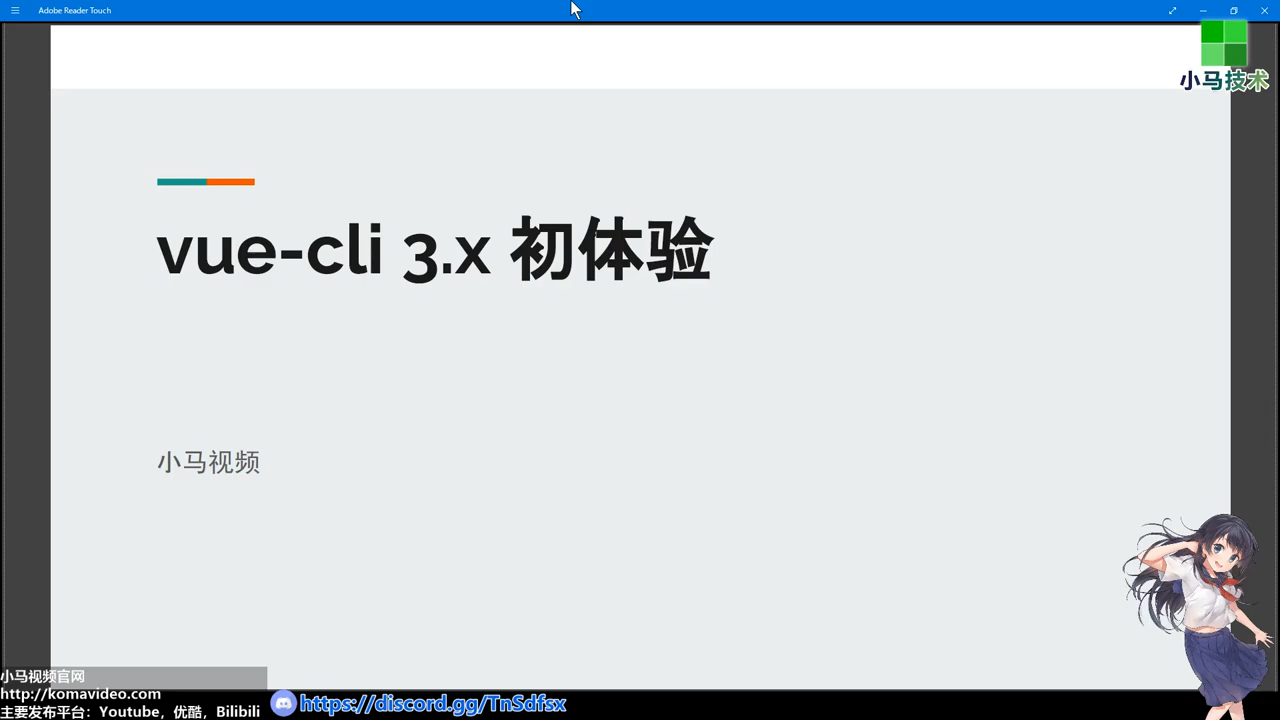 Adobe Reader Touch
小马技术
vue-cli 3.x 初体验
小马视频
小马视频官网
http://komavideo.com
主要发布平台：Youtube，优酷，Bilibili
https://discord.gg/TnSdfsx